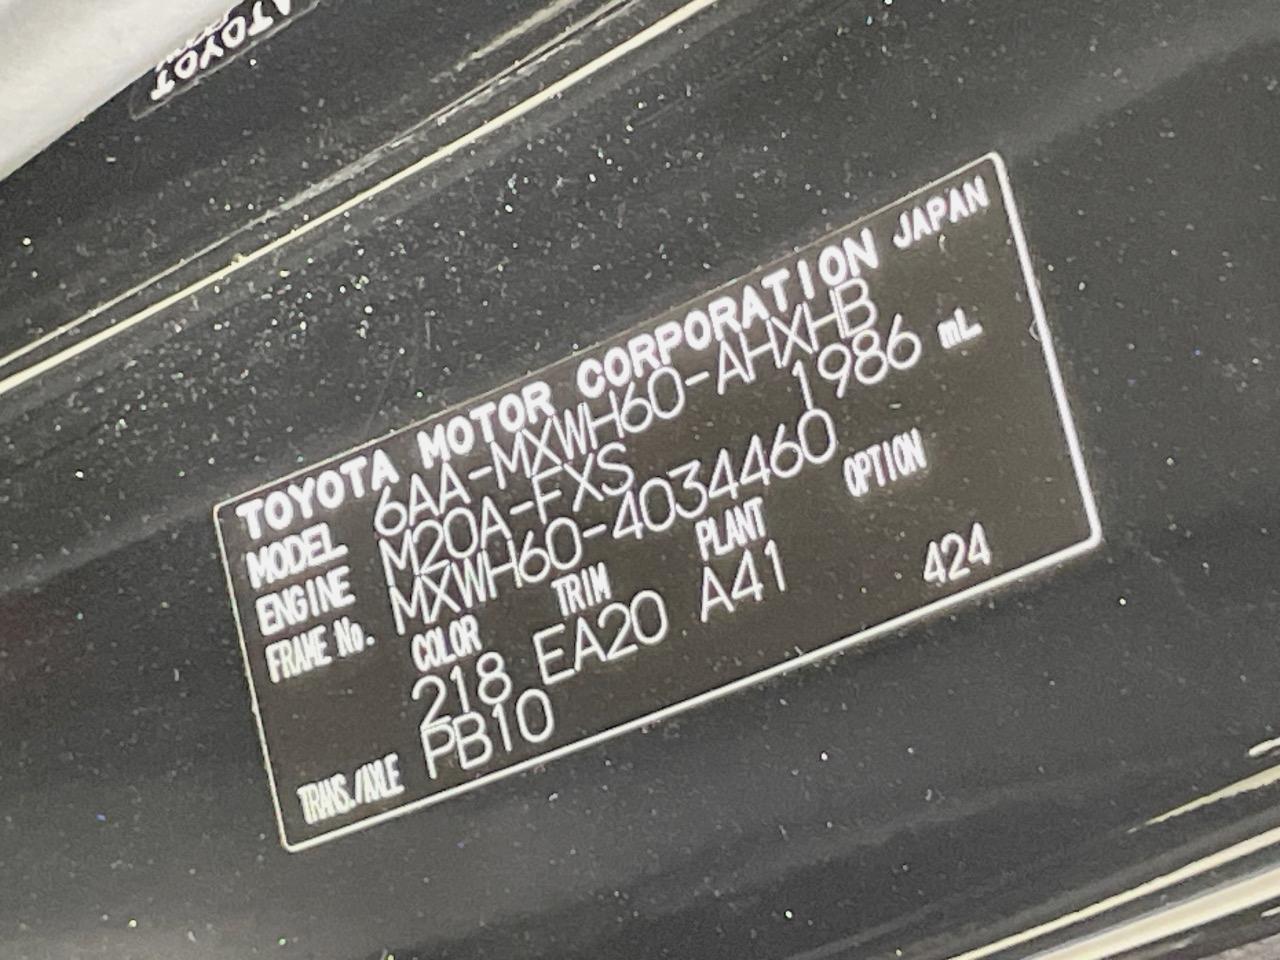 TOYOTA
TOYOTA MOTOR CORPORATION JAPAN
MODEL 6AA-MXWH60-AHXHB
ENGINE M20A-FXS 1986 mL
FRAME No. MXWH60-4034460
COLOR TRIM PLANT OPTION
218 EA20 A41 424
TRANS./AXLE PB10